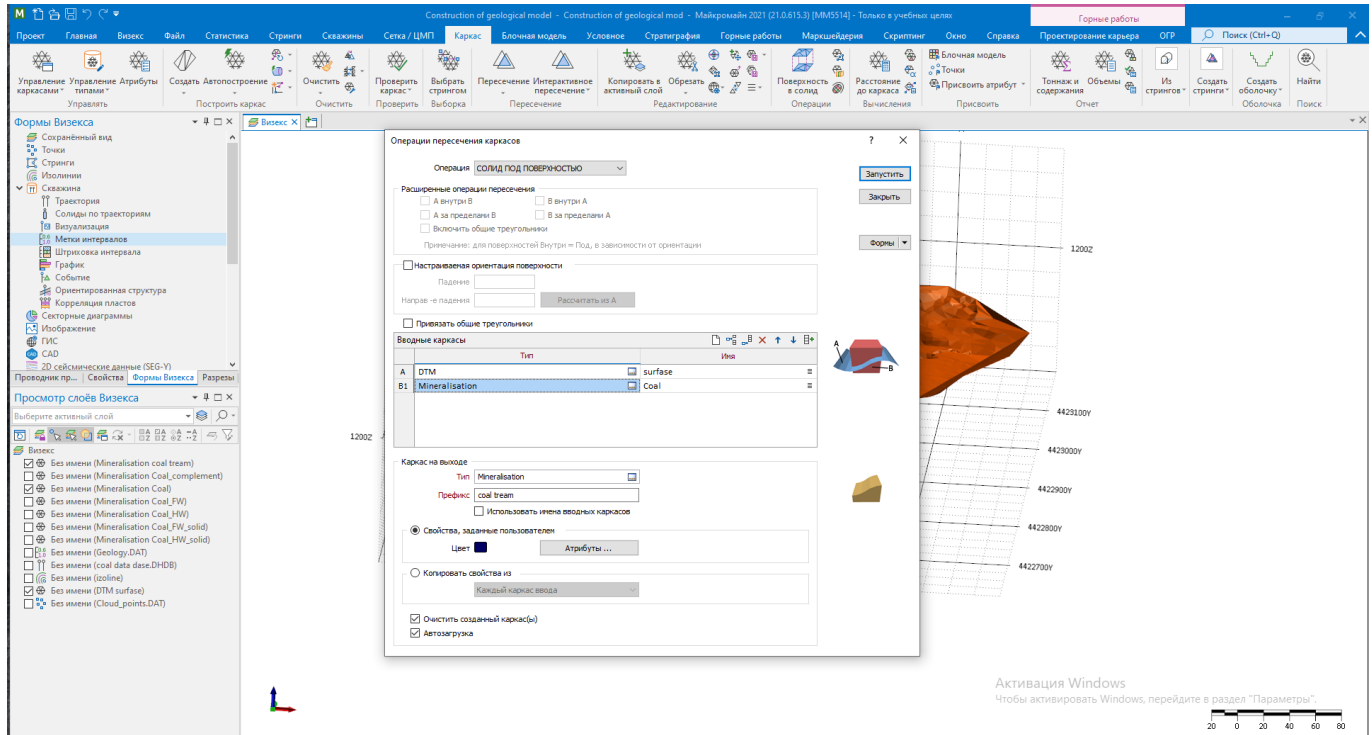 Construction of geological model - Construction of geological mod - Майкромайн 2021 (21.0.615.3) [MM5514] - Только в учебных целях
Горные работы
Проект Главная Визекс Файл Статистика Стринги Скважины Сетка / ЦМП Каркас Блочная модель Условное Стратиграфия Горные работы Маркшейдерия Скриптинг Окно Справка Проектирование карьера ОГР Поиск (Ctrl+Q)
Управление каркасами
Управление типами
Атрибуты
Создать
Автопостроение
Очистить
Проверить каркас
Выбрать стрингом
Пересечение
Интерактивное пересечение
Копировать в активный слой
Обрезать
Поверхность в солид
Расстояние до каркаса
Блочная модель
Точки
Присвоить атрибут
Тоннаж и содержания
Объемы
Из стрингов
Создать стринги
Создать оболочку
Найти
Управлять Построить каркас Очистить Проверить Выборка Пересечение Редактирование Операции Вычисления Присвоить Отчет Оболочка Поиск
Формы Визекса
Визекс
Сохранённый вид
Точки
Стринги
Изолинии
Скважина
Траектория
Солиды по траекториям
Визуализация
Метки интервалов
Штриховка интервала
График
Событие
Ориентированная структура
Корреляция пластов
Секторные диаграммы
Изображение
ГИС
CAD
2D сейсмические данные (SEG-Y)
Проводник пр... Свойства Формы Визекса Разрезы
Просмотр слоёв Визекса
Выберите активный слой
Визекс
Без имени (Mineralisation coal tream)
Без имени (Mineralisation Coal_complement)
Без имени (Mineralisation Coal)
Без имени (Mineralisation Coal_FW)
Без имени (Mineralisation Coal_HW)
Без имени (Mineralisation Coal_FW_solid)
Без имени (Mineralisation Coal_HW_solid)
Без имени (Geology.DAT)
Без имени (coal data dase.DHDB)
Без имени (izoline)
Без имени (DTM surfase)
Без имени (Cloud_points.DAT)
Операции пересечения каркасов
? ×
Операция СОЛИД ПОД ПОВЕРХНОСТЬЮ
Запустить
Закрыть
Формы
Расширенные операции пересечения
А внутри В В внутри А
А за пределами В В за пределами А
Включить общие треугольники
Примечание: для поверхностей Внутри = Под, в зависимости от ориентации
Настраиваемая ориентация поверхности
Падение
Направ -е падения Рассчитать из А
Привязать общие треугольники
Вводные каркасы
Тип Имя
A DTM surfase
B1 Mineralisation Coal
A
B
Каркас на выходе
Тип Mineralisation
Префикс coal tream
Использовать имена вводных каркасов
Свойства, заданные пользователем
Цвет Атрибуты ...
Копировать свойства из
Каждый каркас ввода
Очистить созданный каркас(ы)
Автозагрузка
1200Z
1200Z
4423100Y
4423000Y
4422900Y
4422800Y
4422700Y
Активация Windows
Чтобы активировать Windows, перейдите в раздел "Параметры".
20 0 20 40 60 80